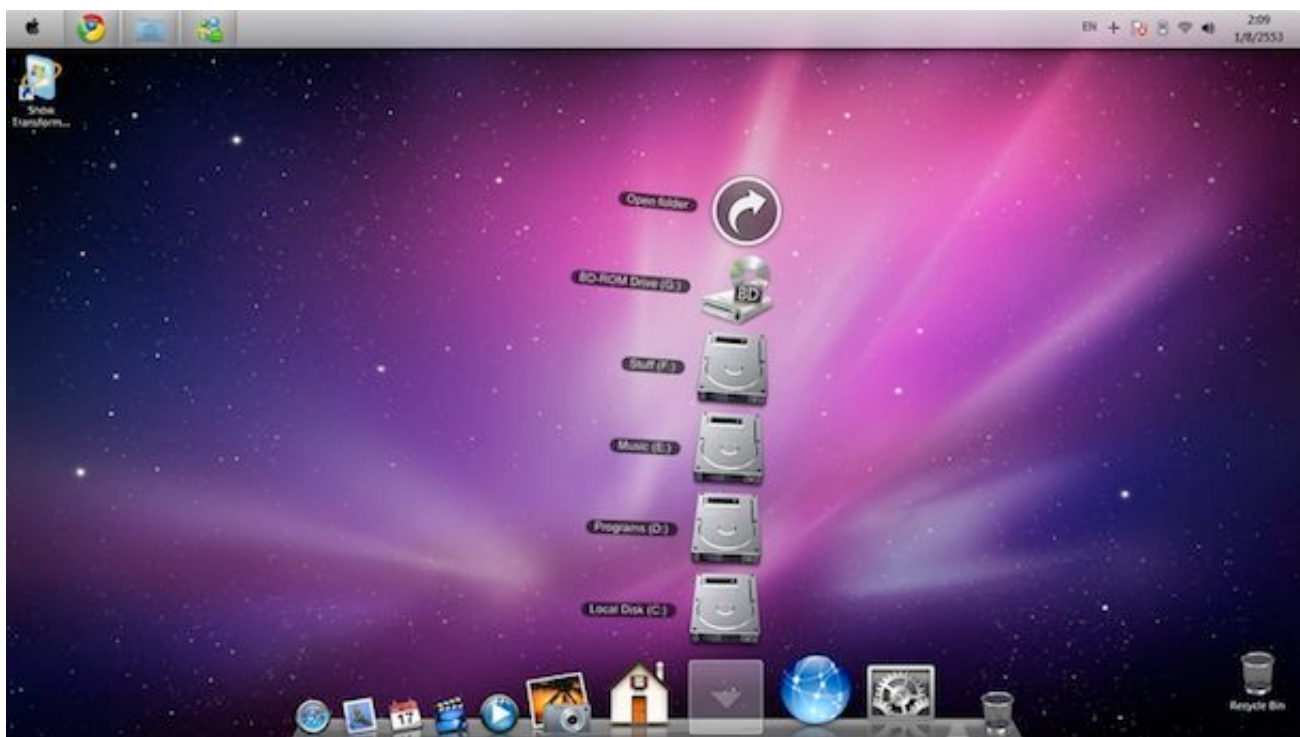 EN
2:09
1/8/2553
Show
Transform...
Open folder
BD-ROM Drive (G:)
BD
Stuff (F:)
Music (E:)
Programs (D:)
Local Disk (C:)
17
Recycle Bin